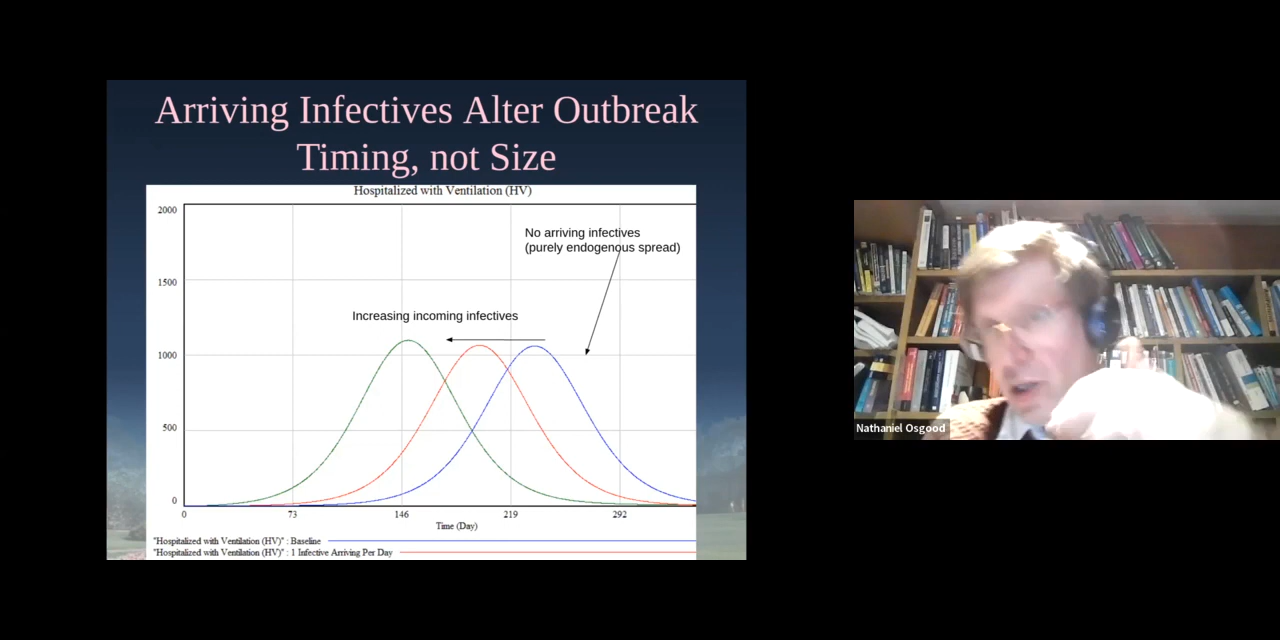 Arriving Infectives Alter Outbreak
Timing, not Size
Hospitalized with Ventilation (HV)
2000
No arriving infectives
(purely endogenous spread)
1500
Increasing incoming infectives
1000
500
0
0 73 146 219 292
Time (Day)
"Hospitalized with Ventilation (HV)" : Baseline
"Hospitalized with Ventilation (HV)" : 1 Infective Arriving Per Day
Nathaniel Osgood